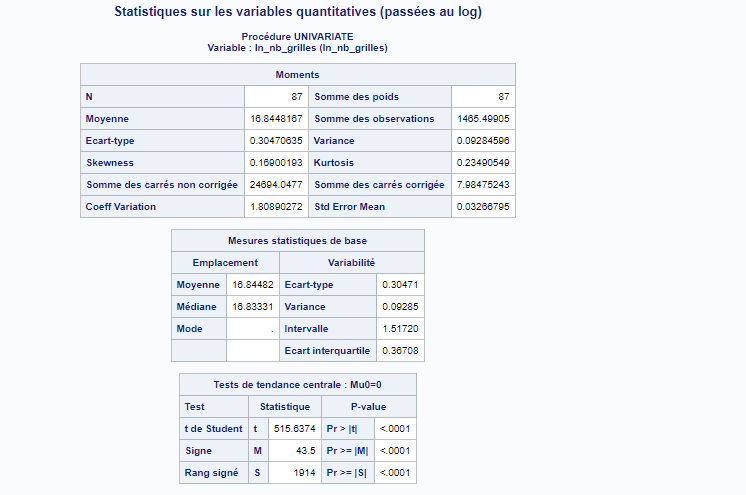 Statistiques sur les variables quantitatives (passées au log)
Procédure UNIVARIATE
Variable : ln_nb_grilles (ln_nb_grilles)
Moments
N 87 Somme des poids 87
Moyenne 16.8448167 Somme des observations 1465.49905
Ecart-type 0.30470635 Variance 0.09284596
Skewness 0.16900193 Kurtosis 0.23490549
Somme des carrés non corrigée 24694.0477 Somme des carrés corrigée 7.98475243
Coeff Variation 1.80890272 Std Error Mean 0.03266795
Mesures statistiques de base
Emplacement Variabilité
Moyenne 16.84482 Ecart-type 0.30471
Médiane 16.83331 Variance 0.09285
Mode . Intervalle 1.51720
Ecart interquartile 0.36708
Tests de tendance centrale : Mu0=0
Test Statistique P-value
t de Student t 515.6374 Pr > |t| <.0001
Signe M 43.5 Pr >= |M| <.0001
Rang signé S 1914 Pr >= |S| <.0001